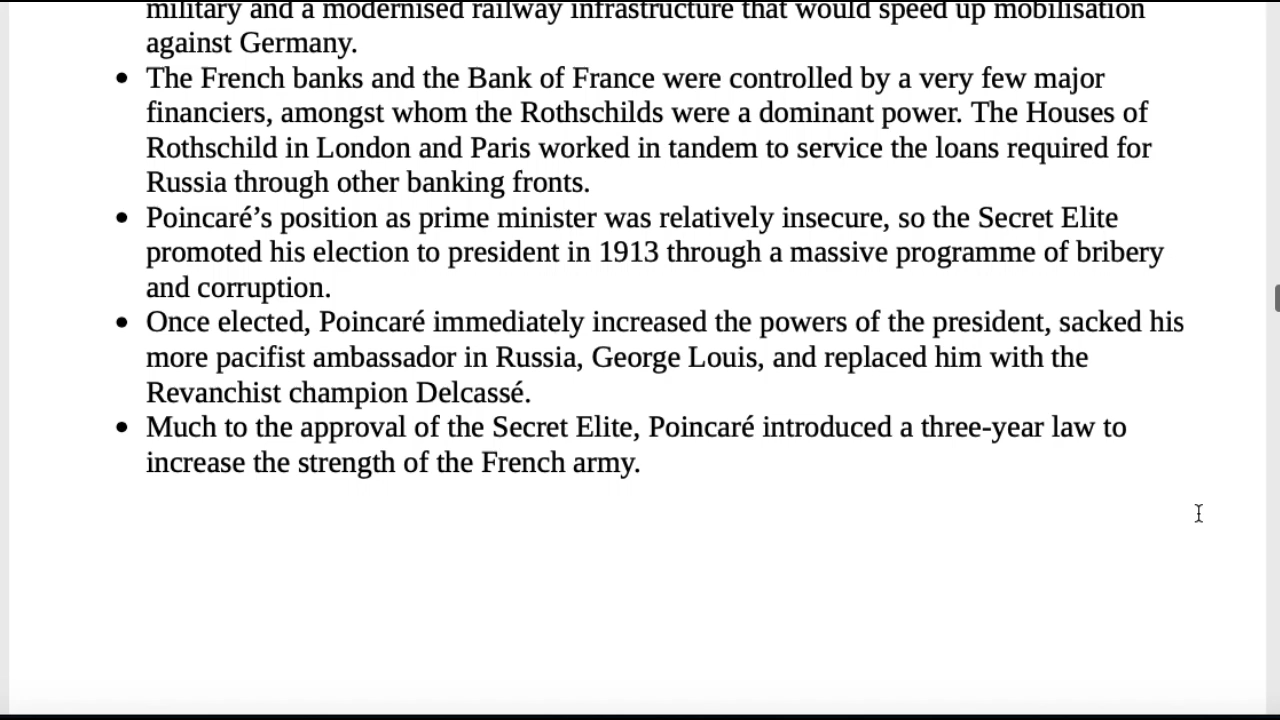 military and a modernised railway infrastructure that would speed up mobilisation
against Germany.
• The French banks and the Bank of France were controlled by a very few major
financiers, amongst whom the Rothschilds were a dominant power. The Houses of
Rothschild in London and Paris worked in tandem to service the loans required for
Russia through other banking fronts.
• Poincaré’s position as prime minister was relatively insecure, so the Secret Elite
promoted his election to president in 1913 through a massive programme of bribery
and corruption.
• Once elected, Poincaré immediately increased the powers of the president, sacked his
more pacifist ambassador in Russia, George Louis, and replaced him with the
Revanchist champion Delcassé.
• Much to the approval of the Secret Elite, Poincaré introduced a three-year law to
increase the strength of the French army.